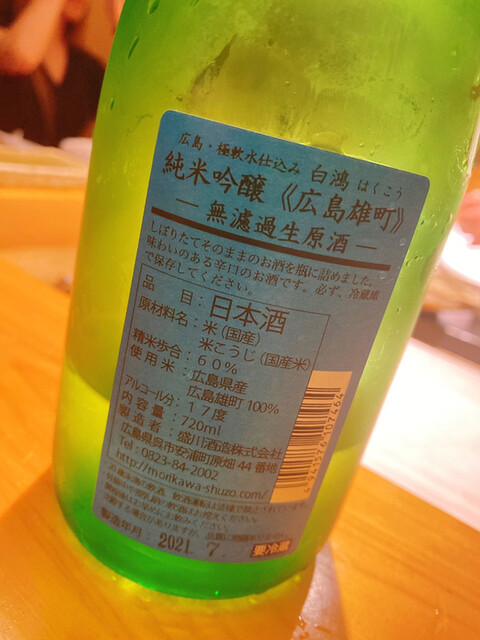 広島・極軟水仕込み 白鴻 はくこう
純米吟醸《広島雄町》
— 無濾過生原酒 —
しぼりたてそのままのお酒を瓶に詰めました。
味わいのある辛口のお酒です。必ず、冷蔵庫
で保存してください。
品 目：日本酒
原材料名：米（国産）
米こうじ（国産米）
精米歩合：６０％
使用米：広島県産
広島雄町 100％
アルコール分：１７度
内容量：720ml
製造者：盛川酒造株式会社
広島県呉市安浦町原畑 44 番地
Tel：0823-84-2002
http://morikawa-shuzo.com/
製造年月：2021. 7
要冷蔵